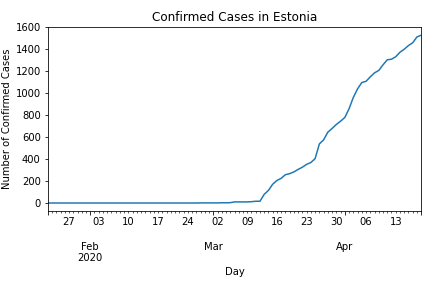 Confirmed Cases in Estonia
Number of Confirmed Cases
1600
1400
1200
1000
800
600
400
200
0
27 03 10 17 24 02 09 16 23 30 06 13
Feb Mar Apr
2020
Day